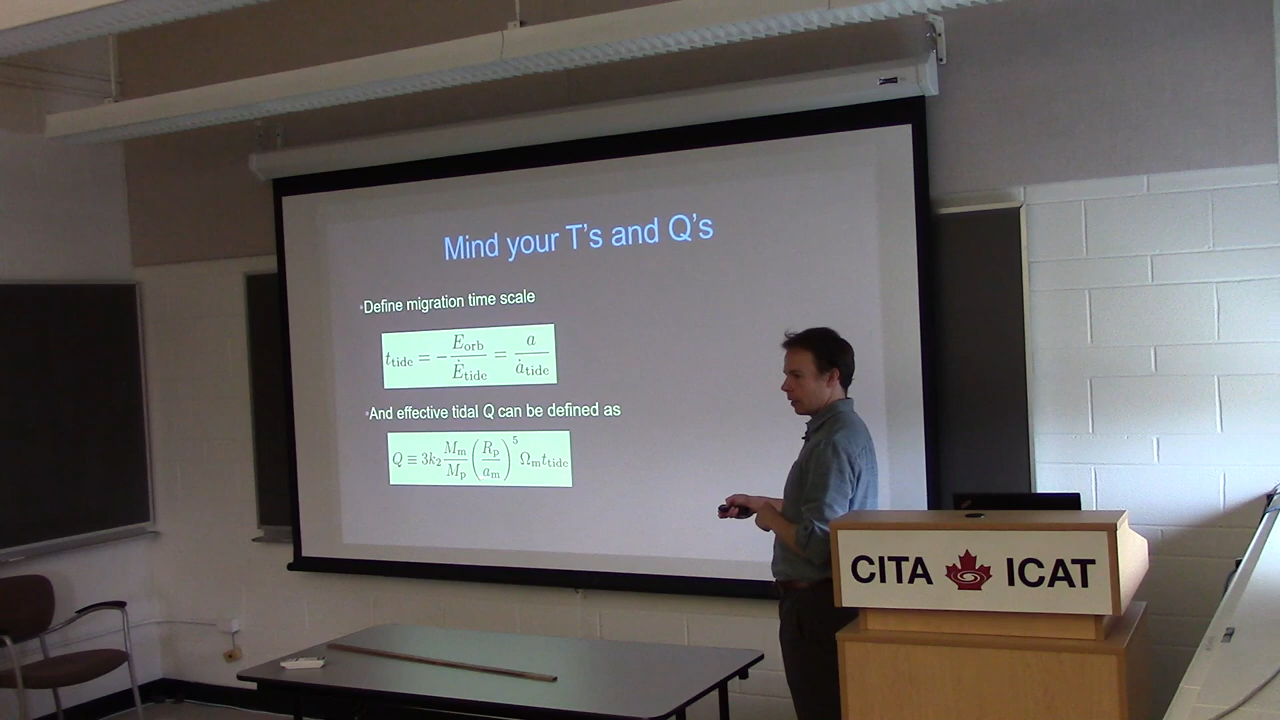 Mind your T's and Q's
Define migration time scale
t_tide = - E_orb / Ė_tide = a / ȧ_tide
And effective tidal Q can be defined as
Q ≡ 3k₂ M_m / M_p ( R_p / a_m )⁵ Ω_m t_tide
CITA ICAT